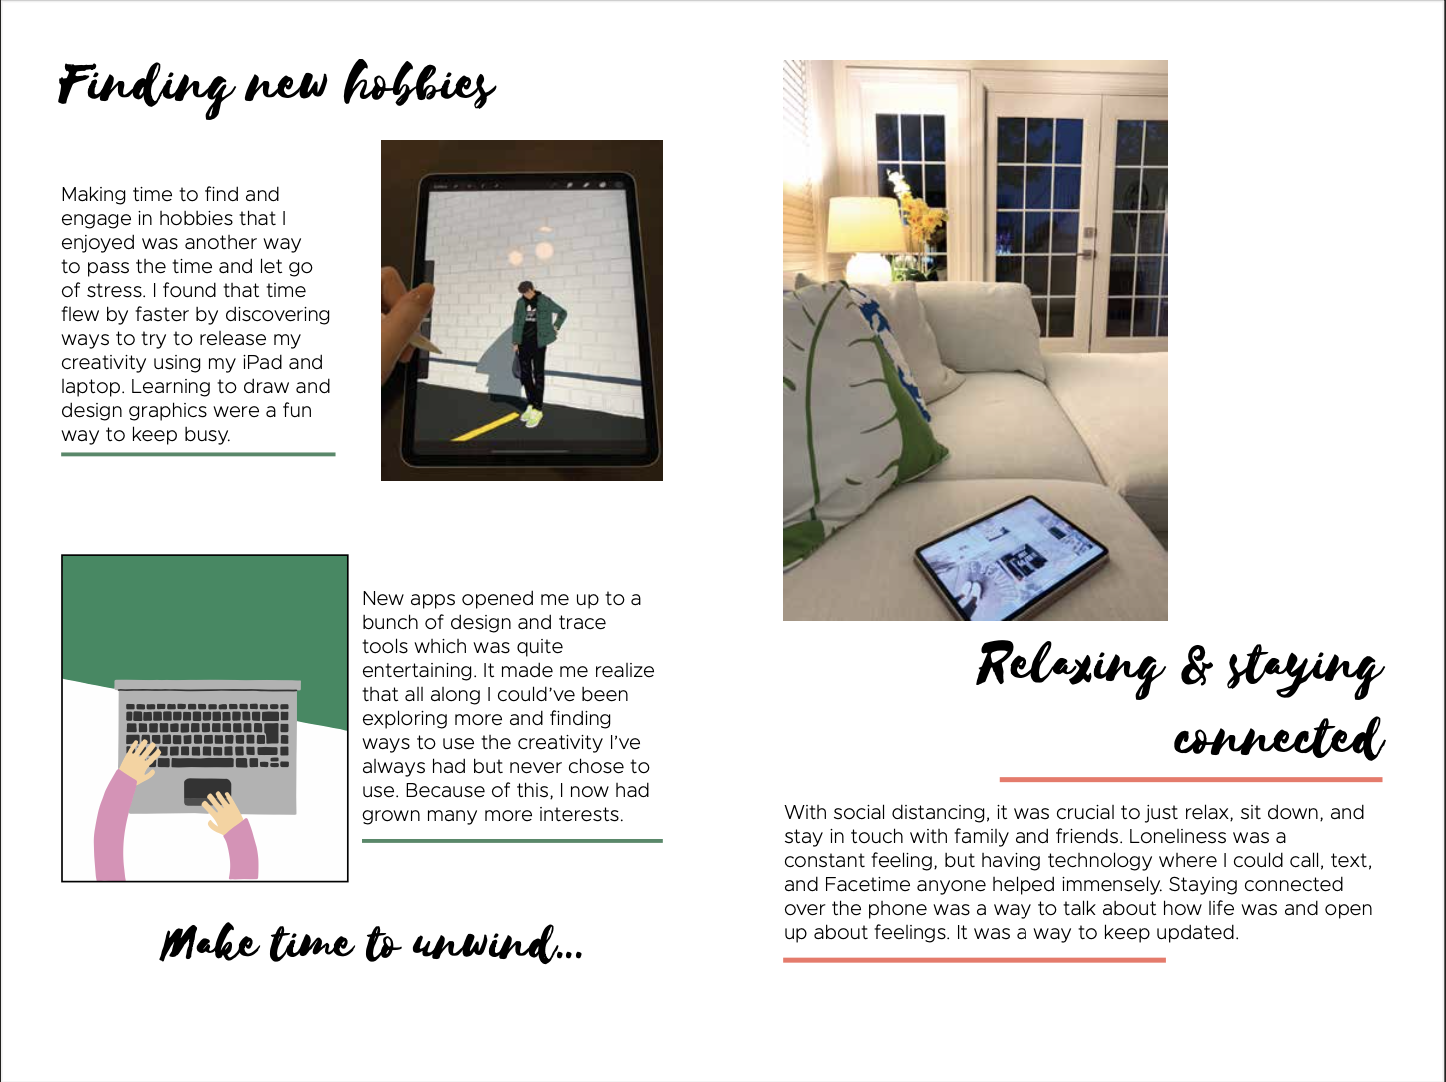 Finding new hobbies
Making time to find and
engage in hobbies that I
enjoyed was another way
to pass the time and let go
of stress. I found that time
flew by faster by discovering
ways to try to release my
creativity using my iPad and
laptop. Learning to draw and
design graphics were a fun
way to keep busy.
New apps opened me up to a
bunch of design and trace
tools which was quite
entertaining. It made me realize
that all along I could've been
exploring more and finding
ways to use the creativity I've
always had but never chose to
use. Because of this, I now had
grown many more interests.
Make time to unwind...
Relaxing & staying
connected
With social distancing, it was crucial to just relax, sit down, and
stay in touch with family and friends. Loneliness was a
constant feeling, but having technology where I could call, text,
and Facetime anyone helped immensely. Staying connected
over the phone was a way to talk about how life was and open
up about feelings. It was a way to keep updated.